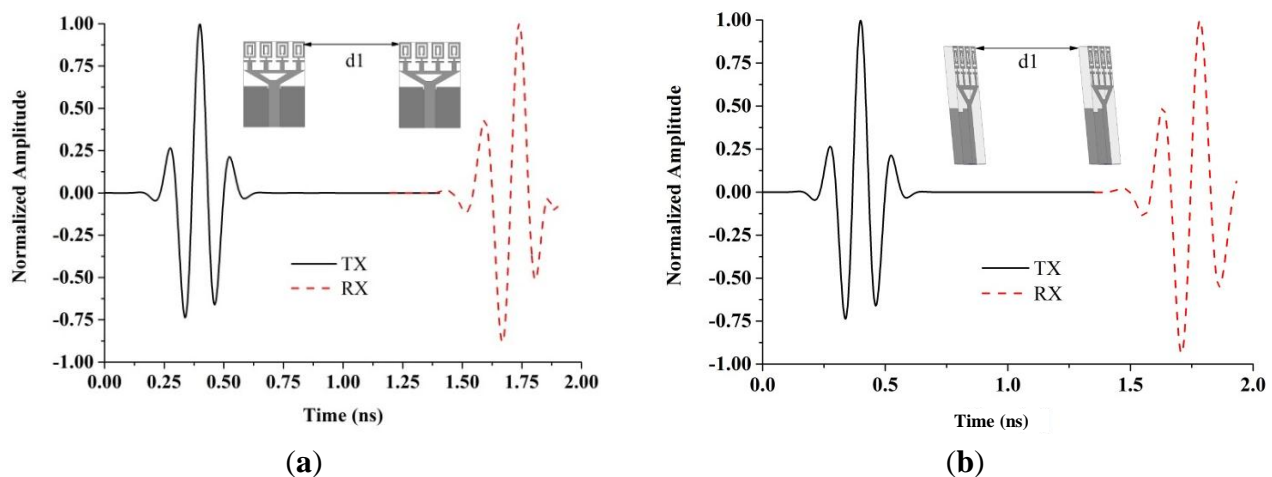 1.00
0.75
0.50
0.25
0.00
-0.25
-0.50
-0.75
-1.00
Normalized Amplitude
d1
TX
RX
0.00 0.25 0.50 0.75 1.00 1.25 1.50 1.75 2.00
Time (ns)
(a)
1.00
0.75
0.50
0.25
0.00
-0.25
-0.50
-0.75
-1.00
Normalized Amplitude
d1
TX
RX
0.0 0.5 1.0 1.5 2.0
Time (ns)
(b)